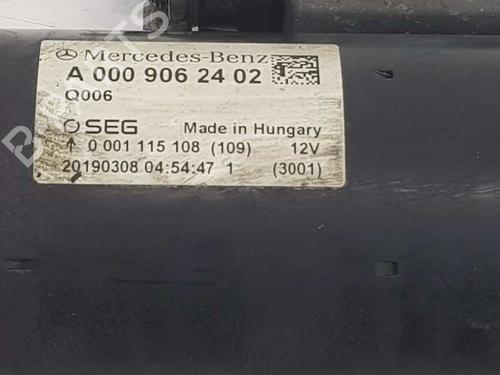 Mercedes-Benz
A 000 906 24 02
Q006
SEG Made in Hungary
↑ 0 001 115 108 (109) 12V
20190308 04:54:47 1 (3001)